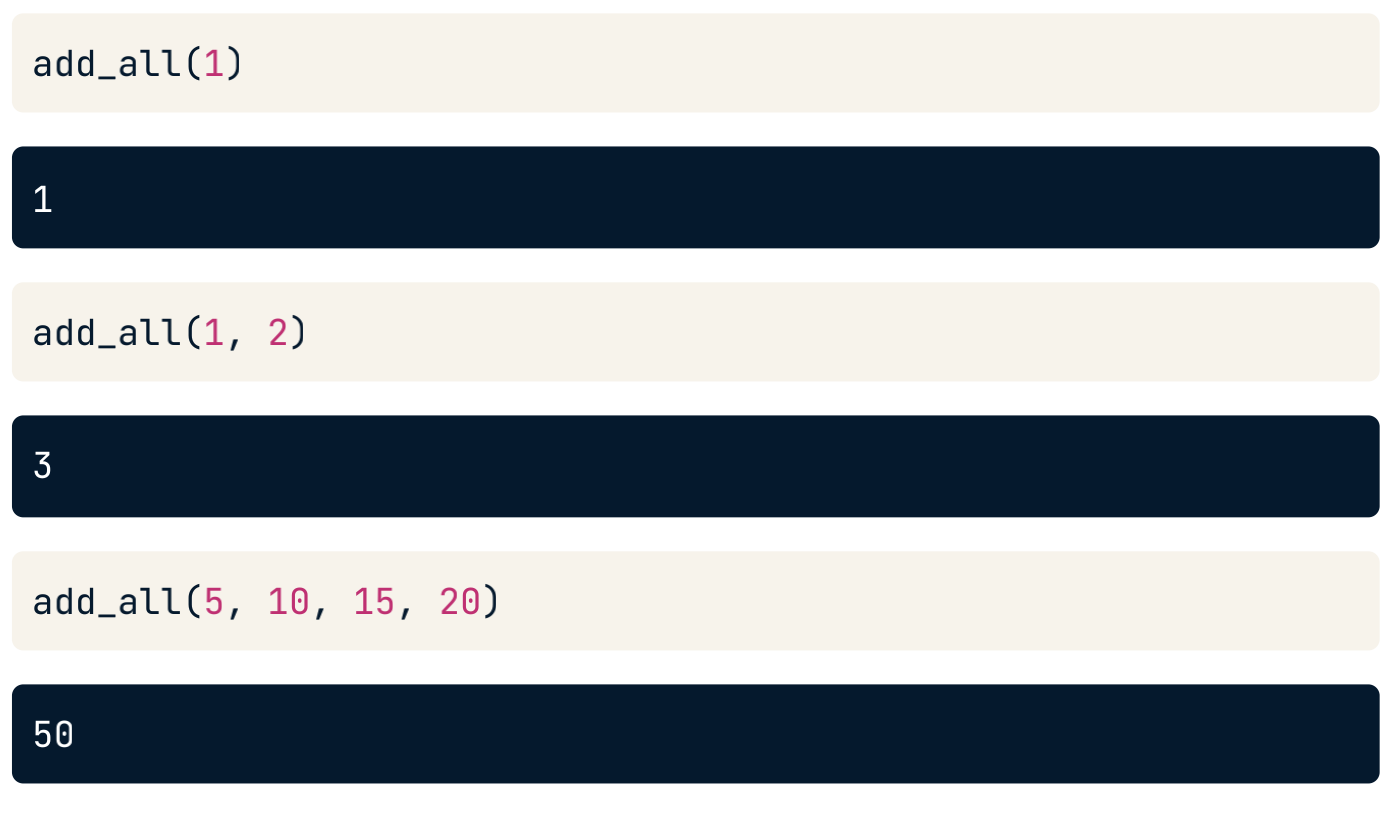 add_all(1)
1
add_all(1, 2)
3
add_all(5, 10, 15, 20)
50